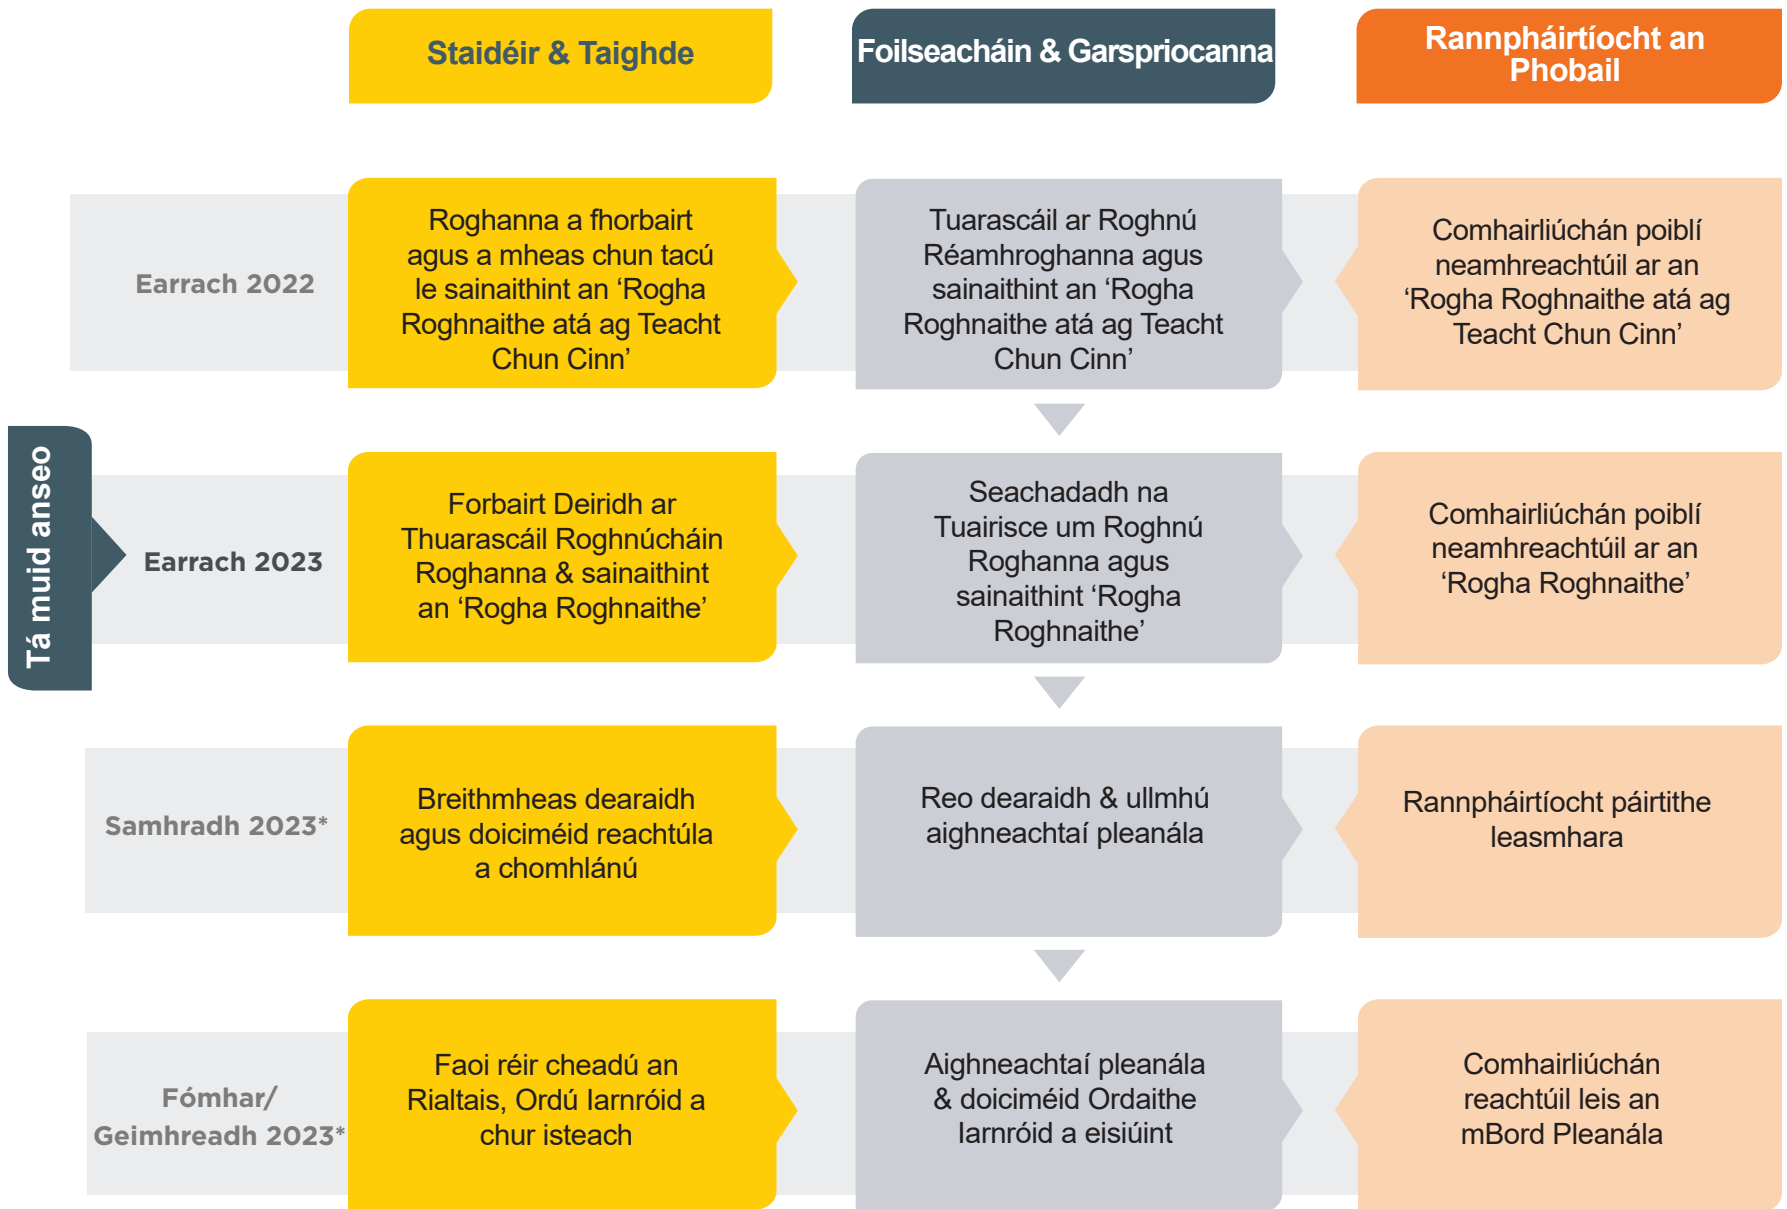 Staidéir & Taighde
Foilseacháin & Garspriocanna
Rannpháirtíocht an
Phobail
Earrach 2022
Roghanna a fhorbairt
agus a mheas chun tacú
le sainaithint an ‘Rogha
Roghnaithe atá ag Teacht
Chun Cinn’
Tuarascáil ar Roghnú
Réamhroghanna agus
sainaithint an ‘Rogha
Roghnaithe atá ag Teacht
Chun Cinn’
Comhairliúchán poiblí
neamhreachtúil ar an
‘Rogha Roghnaithe atá ag
Teacht Chun Cinn’
Tá muid anseo
Earrach 2023
Forbairt Deiridh ar
Thuarascáil Roghnúcháin
Roghanna & sainaithint
an ‘Rogha Roghnaithe’
Seachadadh na
Tuairisce um Roghnú
Roghanna agus
sainaithint ‘Rogha
Roghnaithe’
Comhairliúchán poiblí
neamhreachtúil ar an
‘Rogha Roghnaithe’
Samhradh 2023*
Breithmheas dearaidh
agus doiciméid reachtúla
a chomhlánú
Reo dearaidh & ullmhú
aighneachtaí pleanála
Rannpháirtíocht páirtithe
leasmhara
Fómhar/
Geimhreadh 2023*
Faoi réir cheadú an
Rialtais, Ordú Iarnróid a
chur isteach
Aighneachtaí pleanála
& doiciméid Ordaithe
Iarnróid a eisiúint
Comhairliúchán
reachtúil leis an
mBord Pleanála